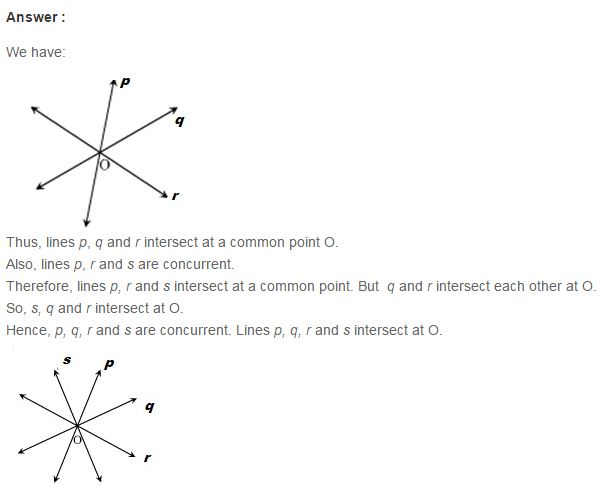 Answer :
We have:
p
q
O
r
Thus, lines p, q and r intersect at a common point O.
Also, lines p, r and s are concurrent.
Therefore, lines p, r and s intersect at a common point. But q and r intersect each other at O.
So, s, q and r intersect at O.
Hence, p, q, r and s are concurrent. Lines p, q, r and s intersect at O.
s
p
q
O
r